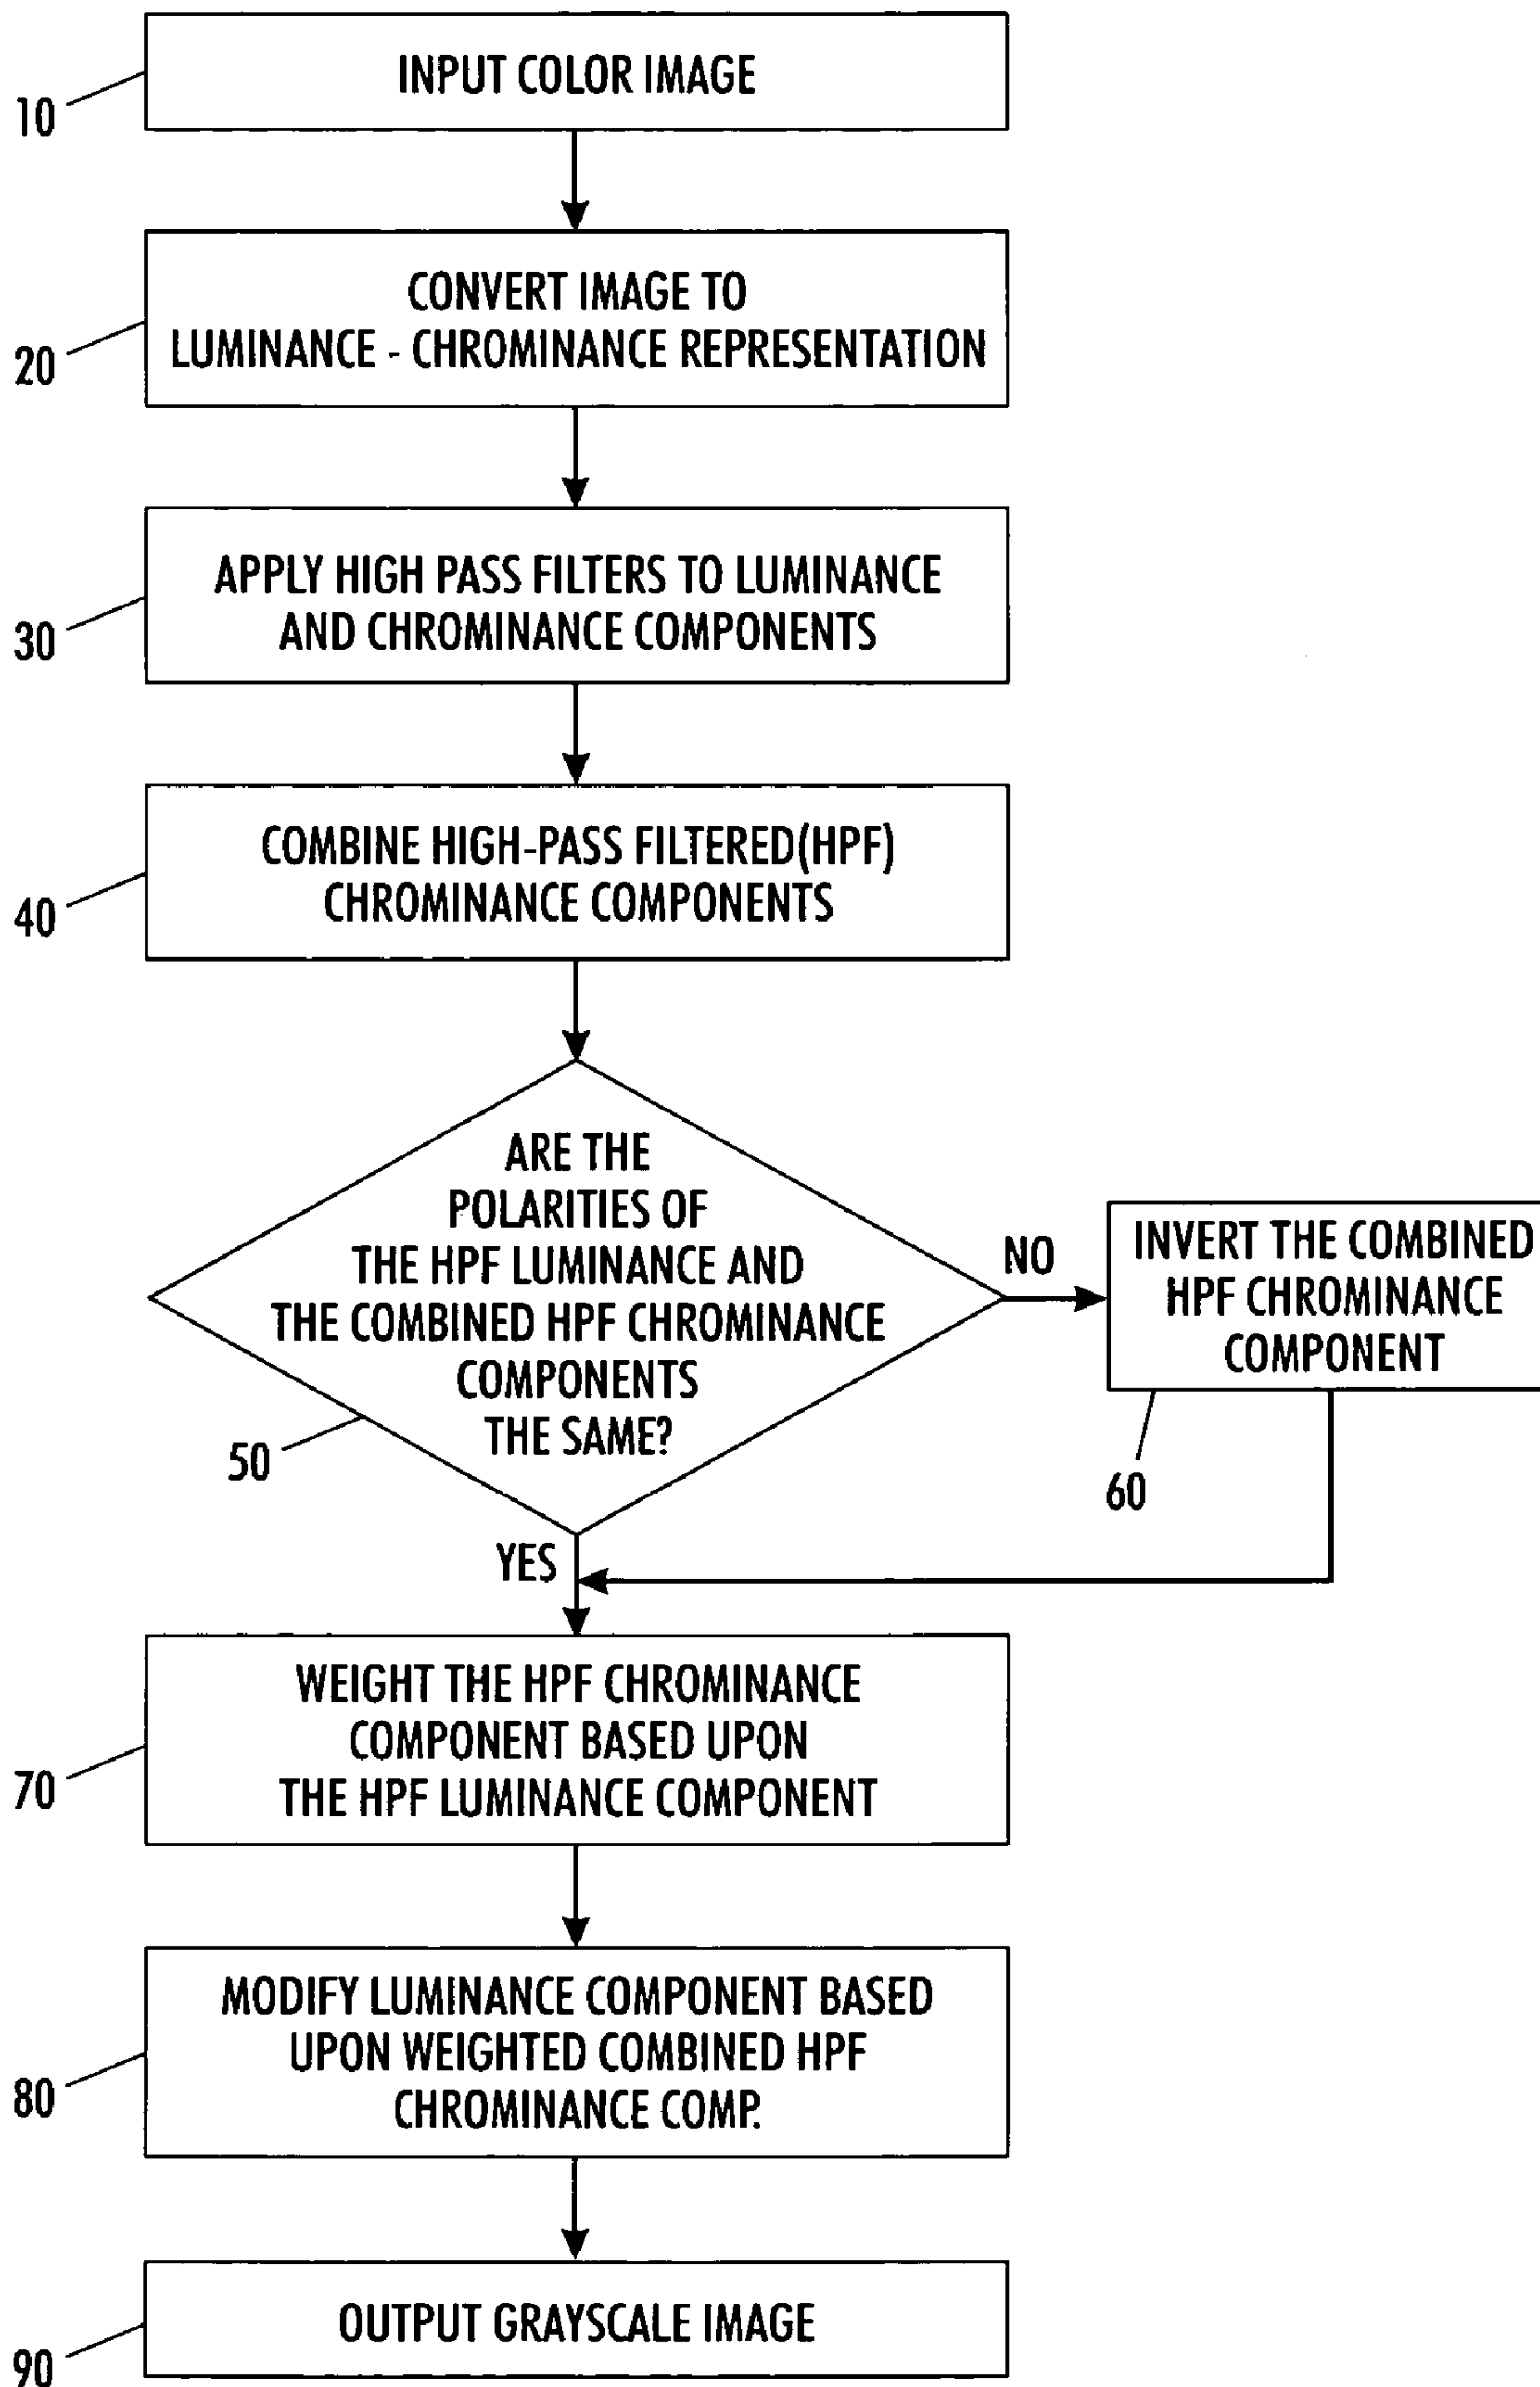 INPUT COLOR IMAGE
10
CONVERT IMAGE TO
LUMINANCE - CHROMINANCE REPRESENTATION
20
APPLY HIGH PASS FILTERS TO LUMINANCE
AND CHROMINANCE COMPONENTS
30
COMBINE HIGH-PASS FILTERED(HPF)
CHROMINANCE COMPONENTS
40
ARE THE
POLARITIES OF
THE HPF LUMINANCE AND
THE COMBINED HPF CHROMINANCE
COMPONENTS
THE SAME?
50
NO
INVERT THE COMBINED
HPF CHROMINANCE
COMPONENT
60
YES
WEIGHT THE HPF CHROMINANCE
COMPONENT BASED UPON
THE HPF LUMINANCE COMPONENT
70
MODIFY LUMINANCE COMPONENT BASED
UPON WEIGHTED COMBINED HPF
CHROMINANCE COMP.
80
OUTPUT GRAYSCALE IMAGE
90